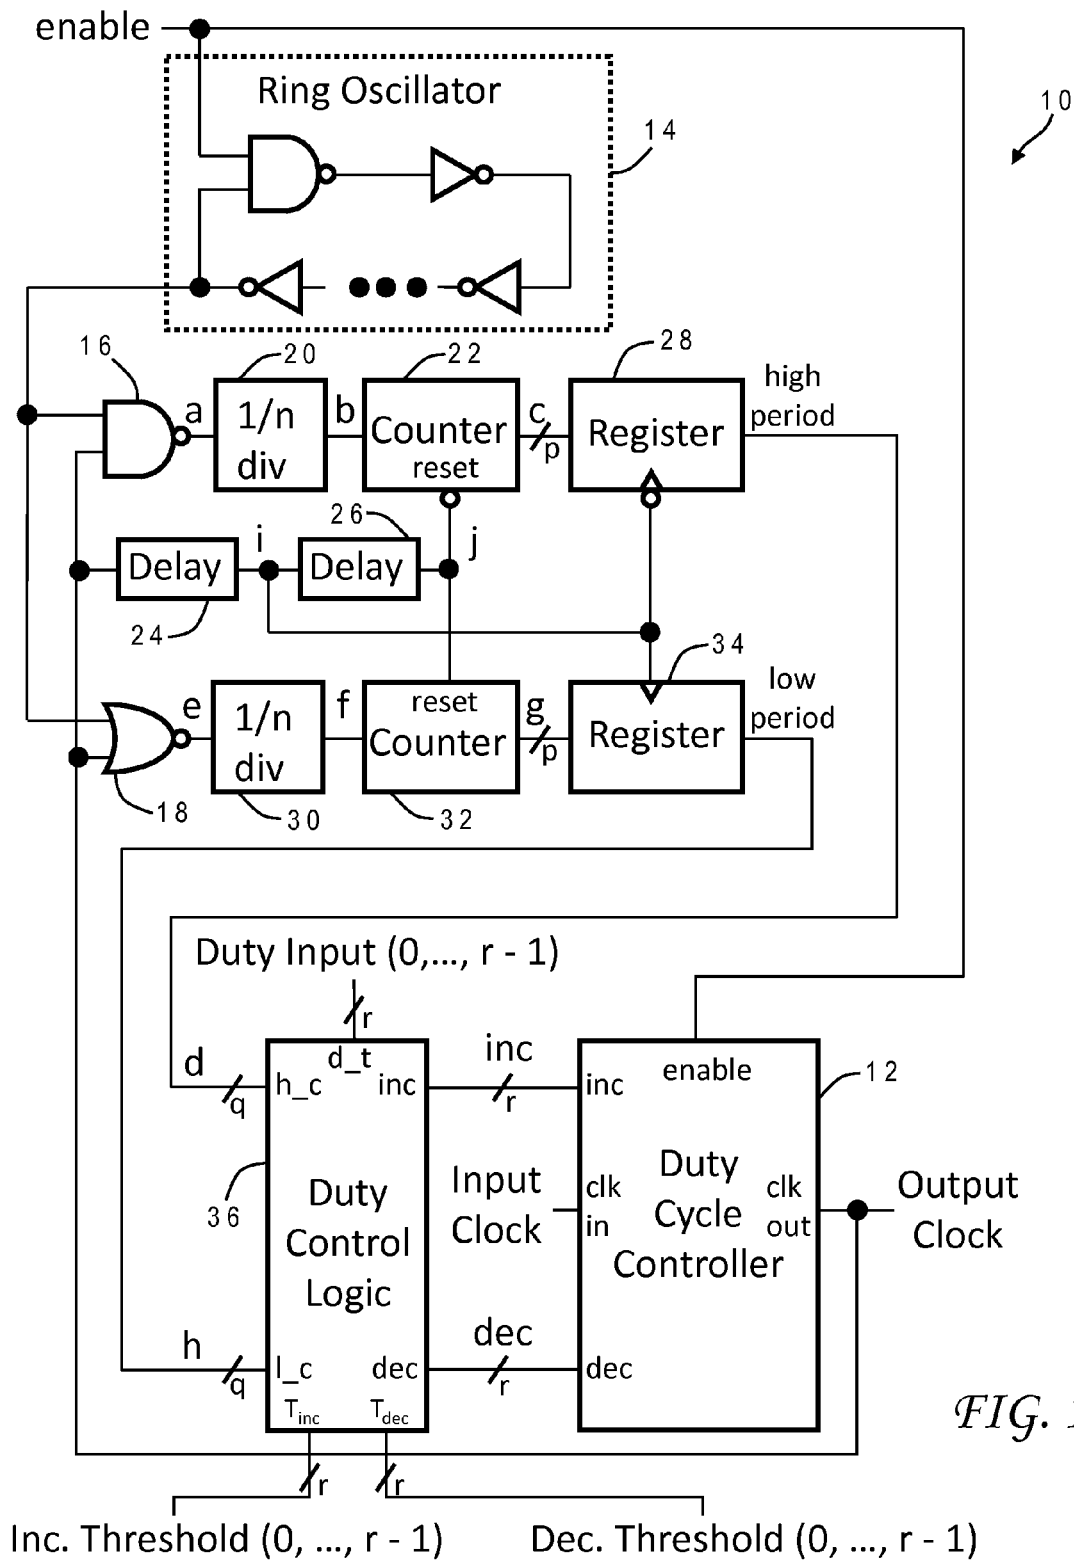 enable
Ring Oscillator
10
14
16
20
22
28
a
1/n
div
b
Counter
reset
c
p
Register
high
period
Delay
24
i
26
Delay
j
34
e
1/n
div
f
reset
Counter
g
p
Register
low
period
18
30
32
Duty Input (0,..., r - 1)
r
d_t
d
q
h_c
inc
inc
r
inc
enable
12
36
Duty
Control
Logic
Input
Clock
clk
in
Duty
Cycle
Controller
clk
out
Output
Clock
h
q
l_c
dec
dec
r
dec
T_inc
T_dec
FIG.
r
r
Inc. Threshold (0, ..., r - 1)
Dec. Threshold (0, ..., r - 1)